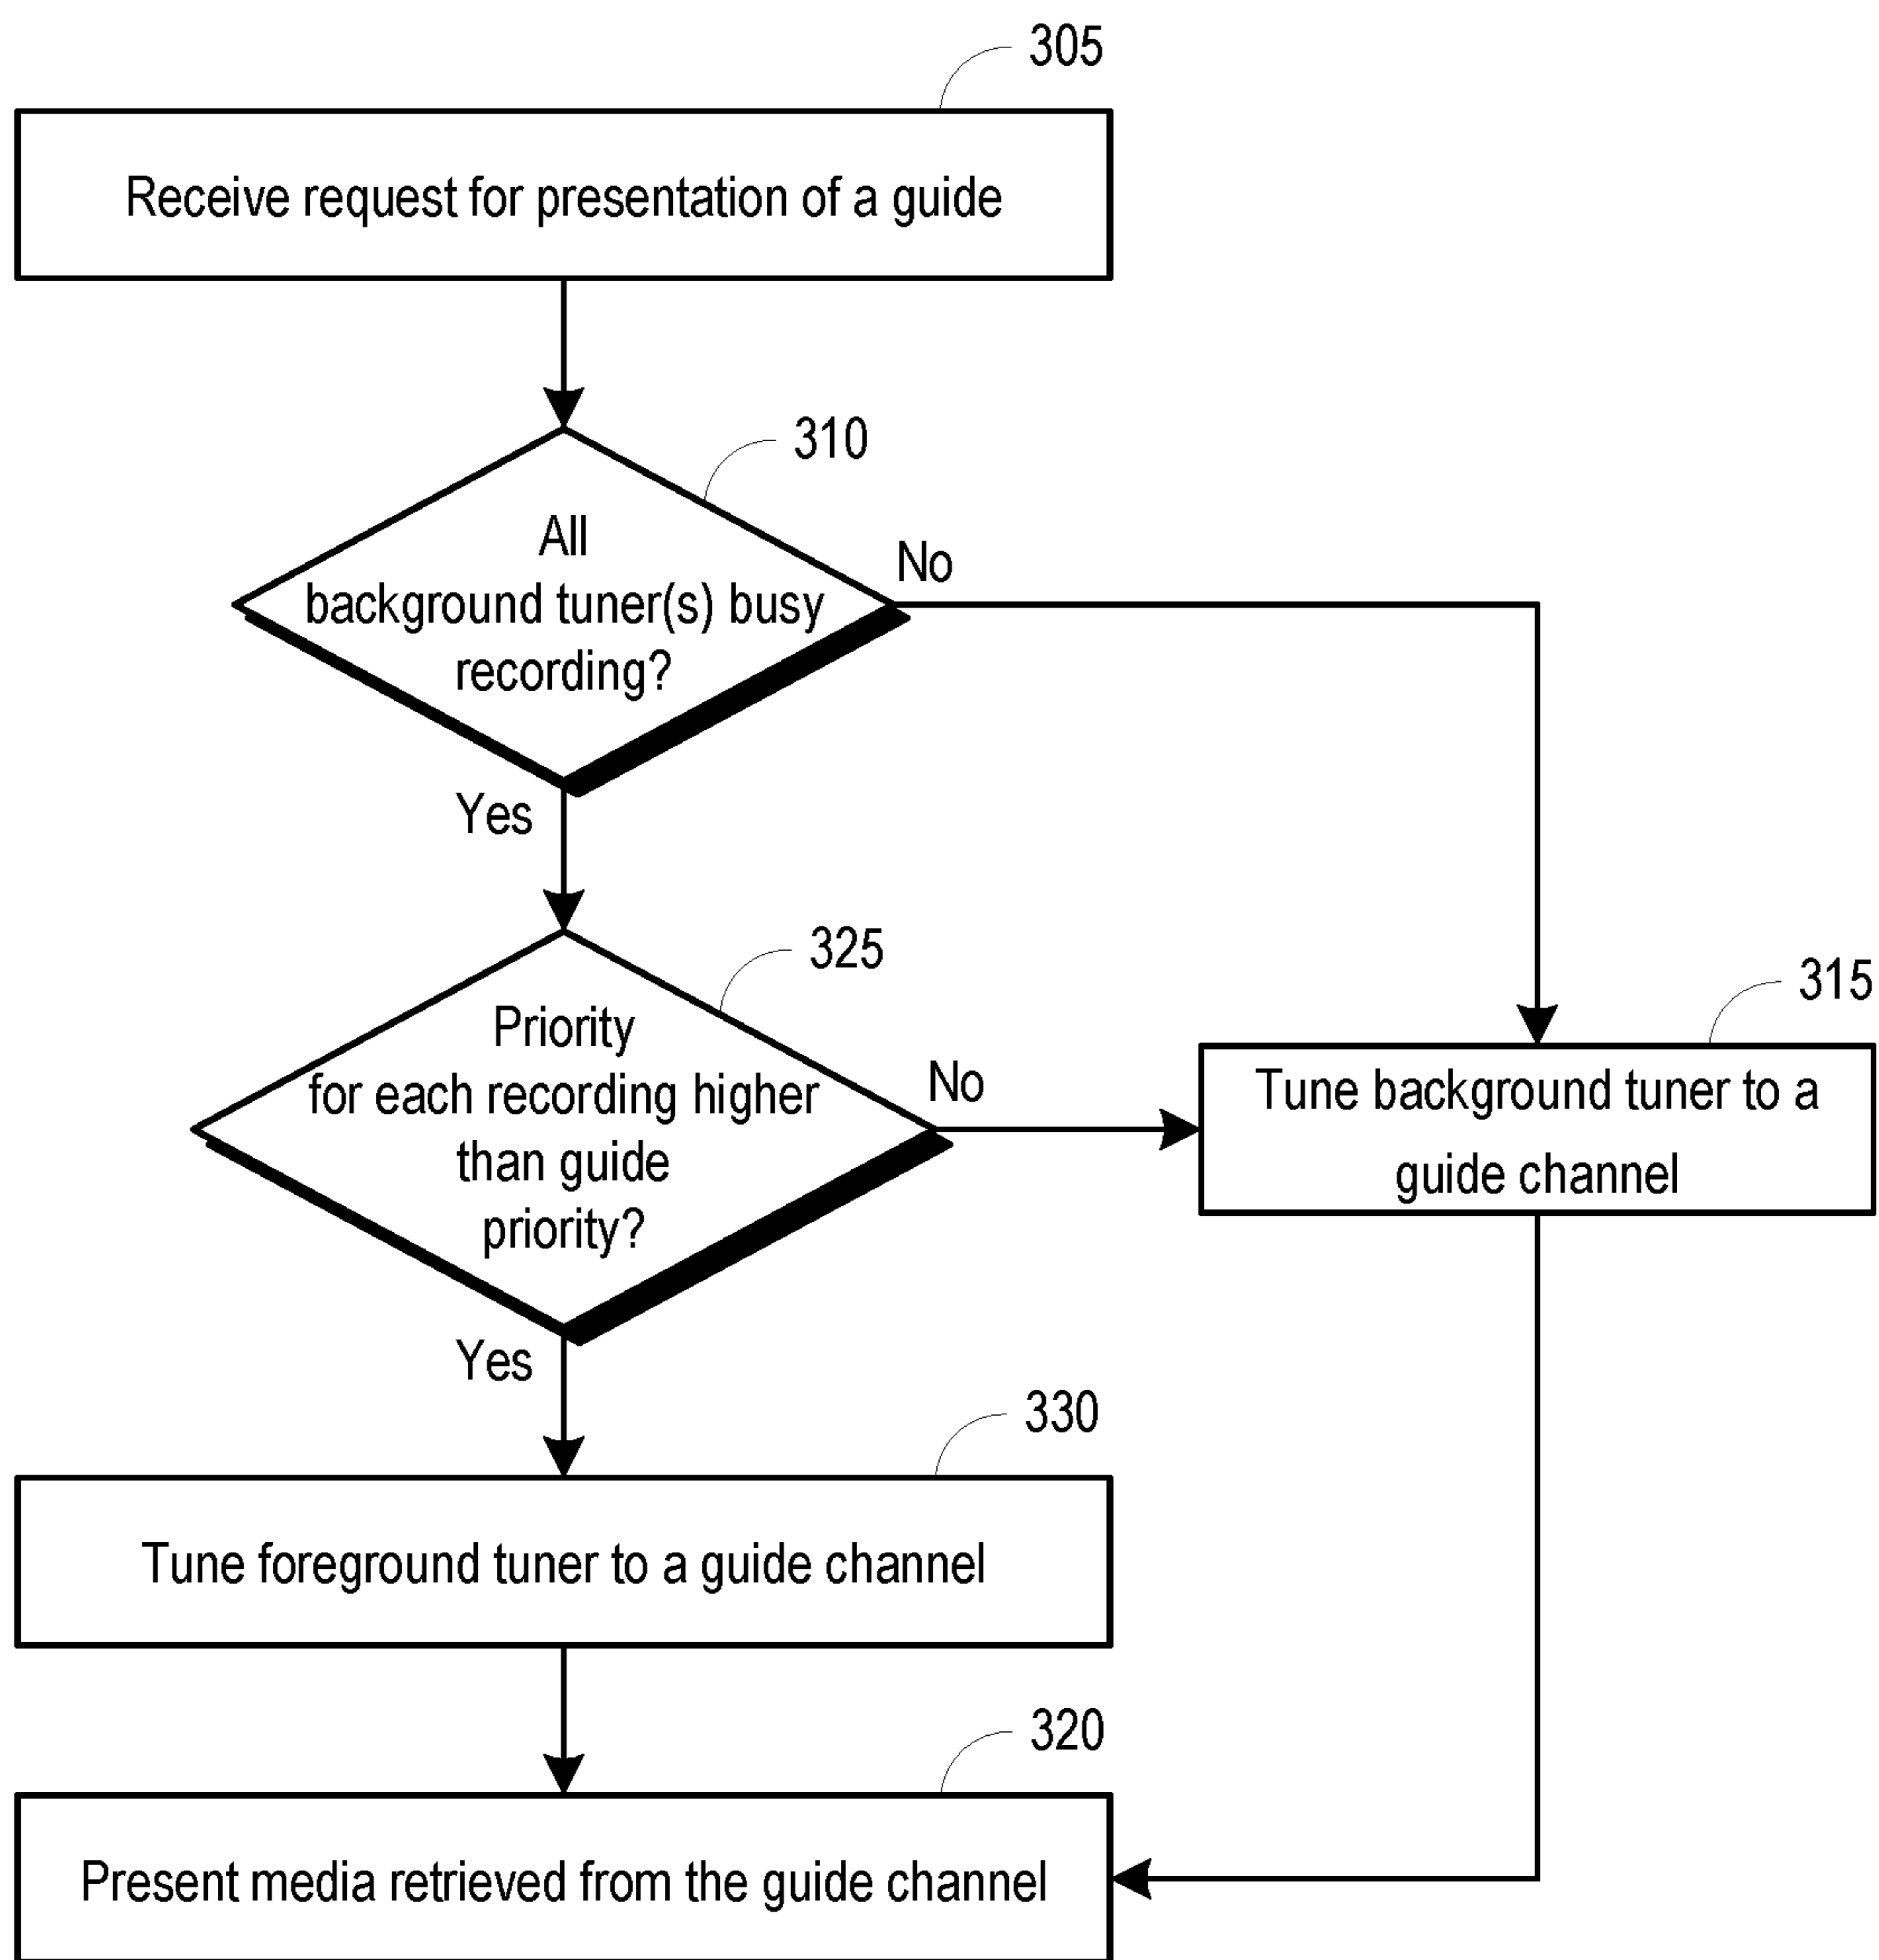 305
Receive request for presentation of a guide
310
All
background tuner(s) busy
recording?
No
Yes
325
Priority
for each recording higher
than guide
priority?
No
315
Tune background tuner to a
guide channel
Yes
330
Tune foreground tuner to a guide channel
320
Present media retrieved from the guide channel